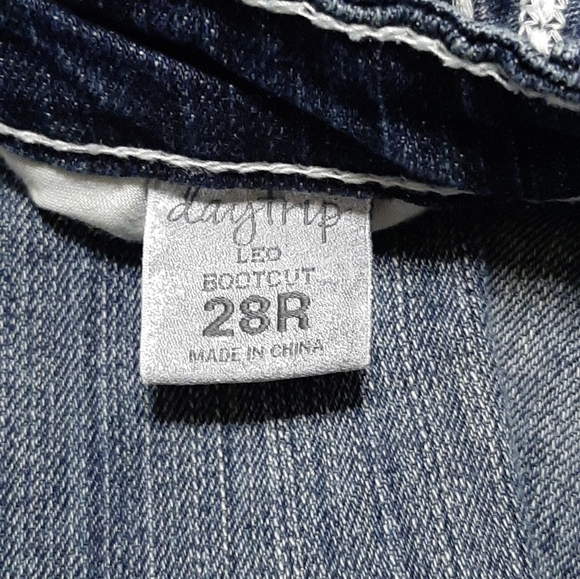 daytrip
LEO
BOOTCUT
28R
MADE IN CHINA